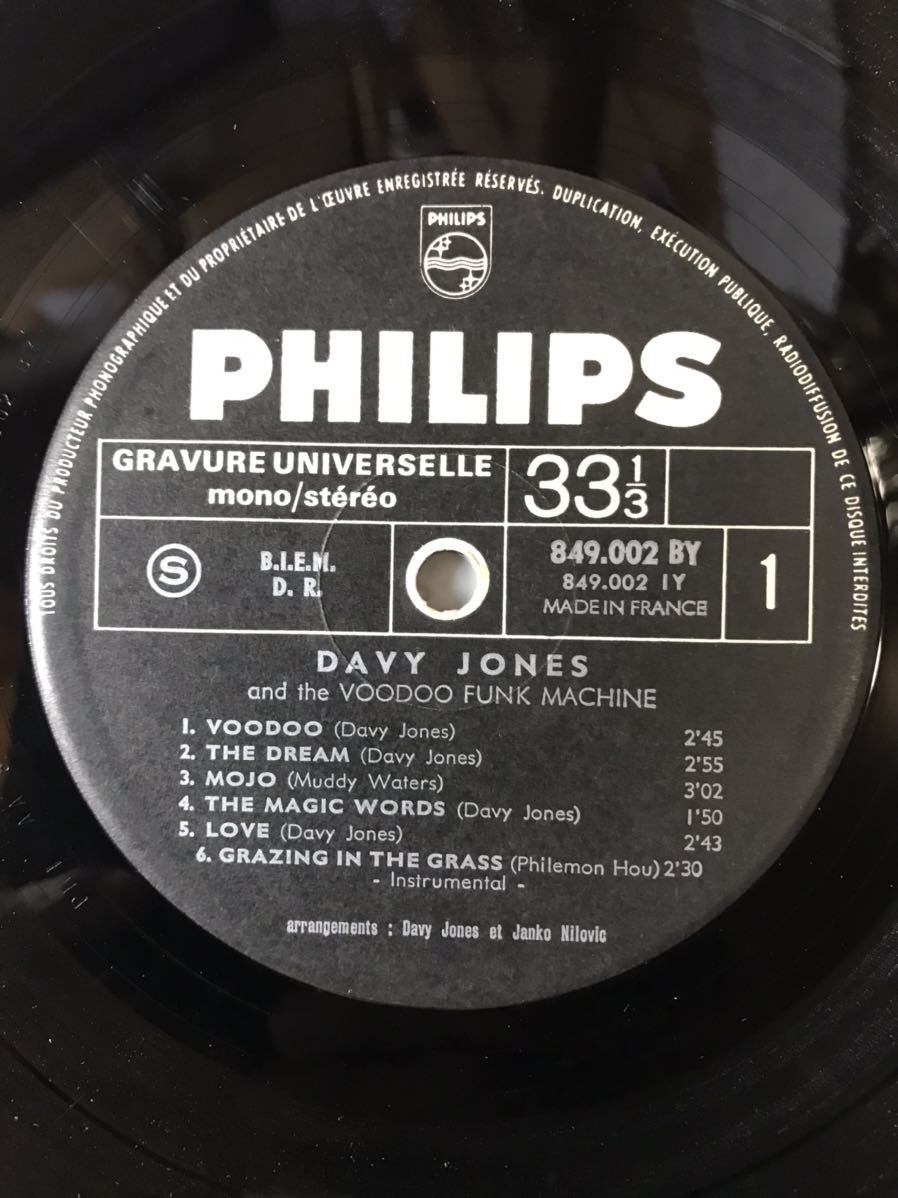 TOUS DROITS DU PRODUCTEUR PHONOGRAPHIQUE ET DU PROPRIÉTAIRE DE L'ŒUVRE ENREGISTRÉE RÉSERVÉS. DUPLICATION, EXÉCUTION PUBLIQUE, RADIODIFFUSION DE CE DISQUE INTERDITES
PHILIPS
PHILIPS
GRAVURE UNIVERSELLE
mono/stéréo
33 1/3
S
B.I.E.M.
D. R.
849.002 BY
849.002 1Y
MADE IN FRANCE
1
DAVY JONES
and the VOODOO FUNK MACHINE
1. VOODOO (Davy Jones) 2'45
2. THE DREAM (Davy Jones) 2'55
3. MOJO (Muddy Waters) 3'02
4. THE MAGIC WORDS (Davy Jones) 1'50
5. LOVE (Davy Jones) 2'43
6. GRAZING IN THE GRASS (Philemon Hou) 2'30
- Instrumental -
arrangements : Davy Jones et Janko Nilovic